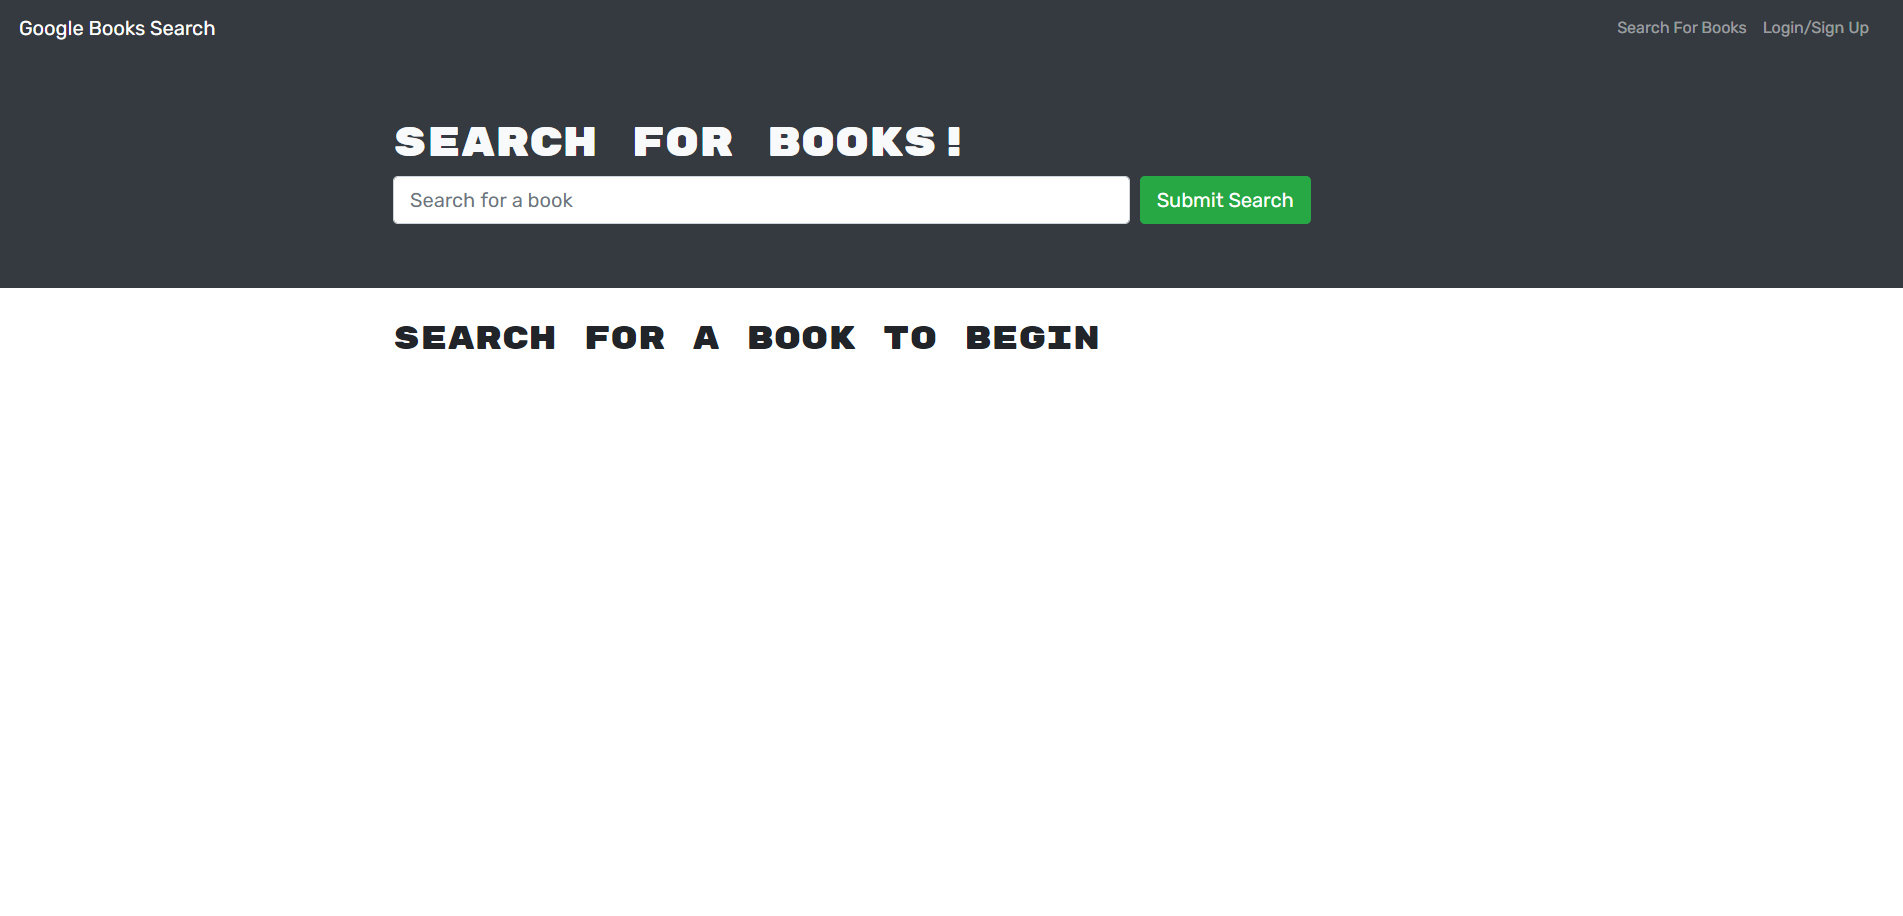 Google Books Search
Search For Books Login/Sign Up
SEARCH FOR BOOKS!
Search for a book
Submit Search
SEARCH FOR A BOOK TO BEGIN